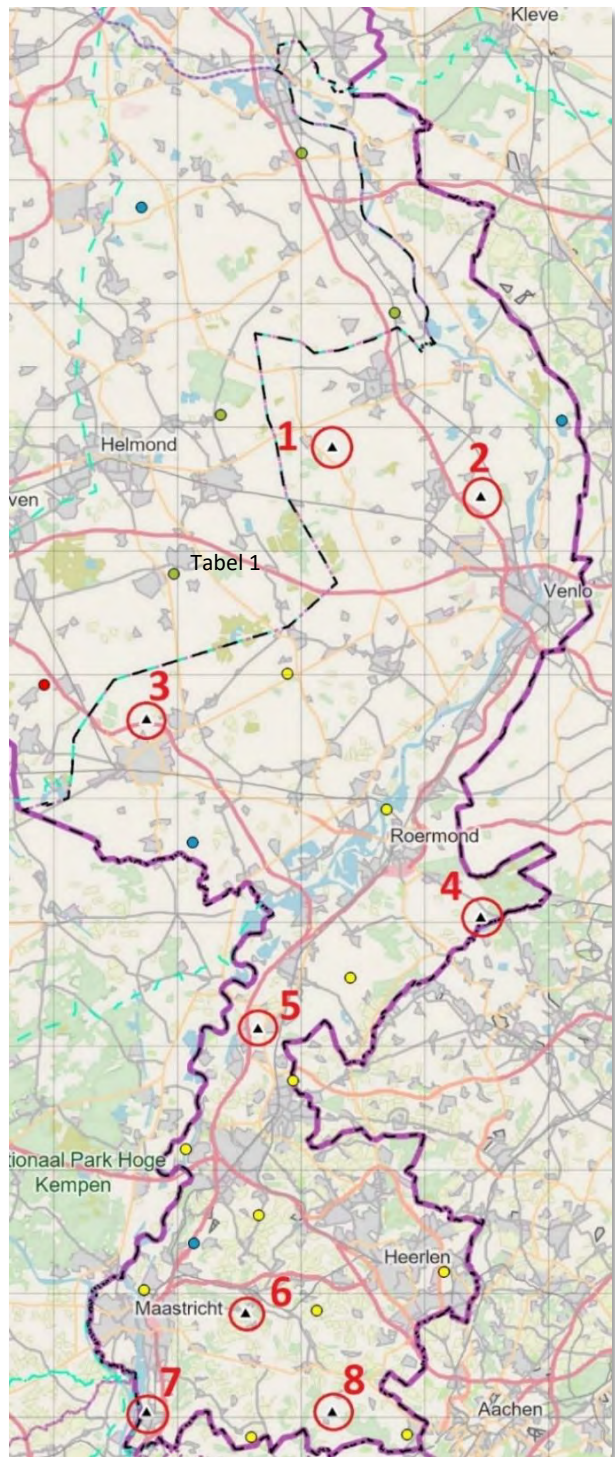 Kleve
Helmond
1
2
ven
Tabel 1
Venlo
3
Roermond
4
5
tionaal Park Hoge
Kempen
Heerlen
6
Maastricht
7
8
Aachen